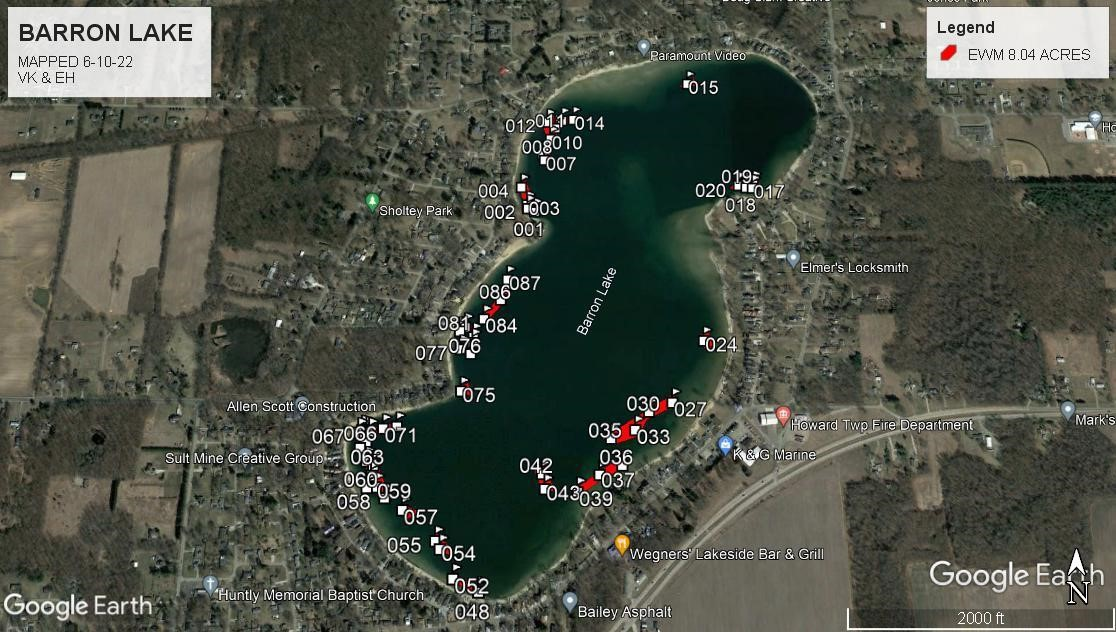 BARRON LAKE
MAPPED 6-10-22
VK & EH
Legend
EWM 8.04 ACRES
Paramount Video
015
012
011
014
008
010
007
004
003
002
001
019
020
017
018
Sholtey Park
Elmer's Locksmith
Barron Lake
087
086
084
081
076
077
024
075
030
027
035
033
036
037
039
042
043
Allen Scott Construction
067
066
071
063
Sult Mine Creative Group
060
059
058
057
055
054
052
048
Howard Twp Fire Department
Mark's
K & G Marine
Wegners' Lakeside Bar & Grill
Huntly Memorial Baptist Church
Bailey Asphalt
Google Earth
Google Earth
N
2000 ft